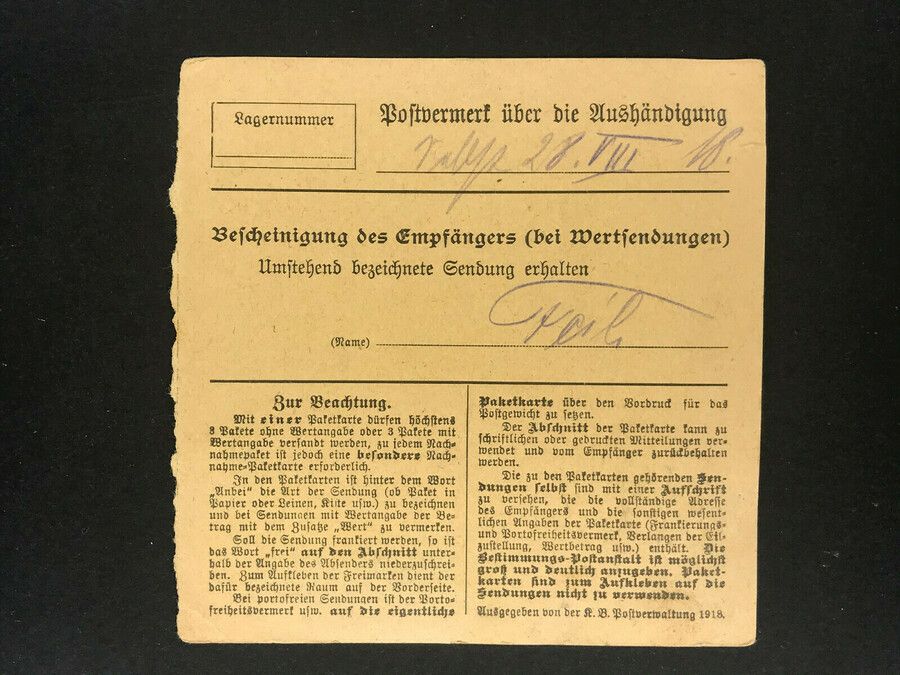 Lagernummer
Postvermerk über die Aushändigung
28. VIII 18.
Bescheinigung des Empfängers (bei Wertsendungen)
Umstehend bezeichnete Sendung erhalten
(Name)
Zur Beachtung.
Mit einer Paketkarte dürfen höchstens
3 Pakete ohne Wertangabe oder 3 Pakete mit
Wertangabe versandt werden, zu jedem Nach-
nahmepaket ist jedoch eine besondere Nach-
nahme-Paketkarte erforderlich.
In den Paketkarten ist hinter dem Wort
„Anbei" die Art der Sendung (ob Paket in
Papier oder Leinen, Kiste usw.) zu bezeichnen
und bei Sendungen mit Wertangabe der Be-
trag mit dem Zusatze „Wert" zu vermerken.
Soll die Sendung frankiert werden, so ist
das Wort „frei" auf den Abschnitt unter-
halb der Angabe des Absenders niederzuschrei-
ben. Zum Aufkleben der Freimarken dient der
dafür bezeichnete Raum auf der Vorderseite.
Bei portofreien Sendungen ist der Porto-
freiheitsvermerk usw. auf die eigentliche
Paketkarte über den Vordruck für das
Postgewicht zu setzen.
Der Abschnitt der Paketkarte kann zu
schriftlichen oder gedruckten Mitteilungen ver-
wendet und vom Empfänger zurückbehalten
werden.
Die zu den Paketkarten gehörenden Sen-
dungen selbst sind mit einer Aufschrift
zu versehen, die die vollständige Adresse
des Empfängers und die sonstigen wesent-
lichen Angaben der Paketkarte (Frankierungs-
und Portofreiheitsvermerk, Verlangen der Eil-
zustellung, Wertbetrag usw.) enthält. Die
Bestimmungs-Postanstalt ist möglichst
groß und deutlich anzugeben. Paket-
karten sind zum Aufkleben auf die
Sendungen nicht zu verwenden.
Ausgegeben von der K. B. Postverwaltung 1918.